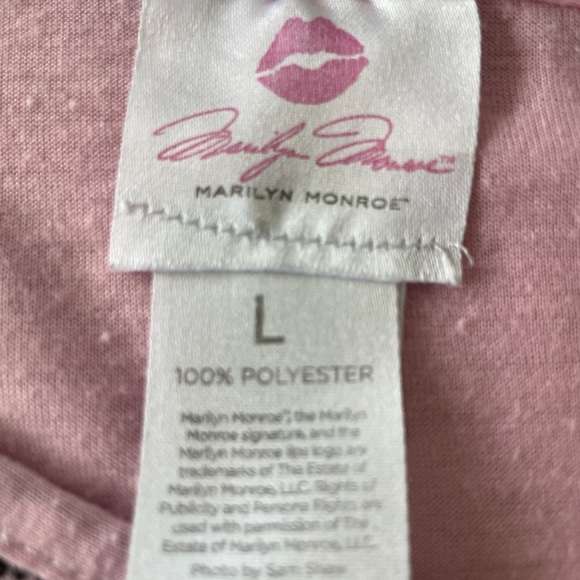 Marilyn Monroe™
MARILYN MONROE™
L
100% POLYESTER
Marilyn Monroe™, the Marilyn
Monroe signature, and the
Marilyn Monroe lips logo are
trademarks of The Estate of
Marilyn Monroe, LLC. Rights of
Publicity and Persona Rights are
used with permission of The
Estate of Marilyn Monroe, LLC.
Photo by Sam Shaw